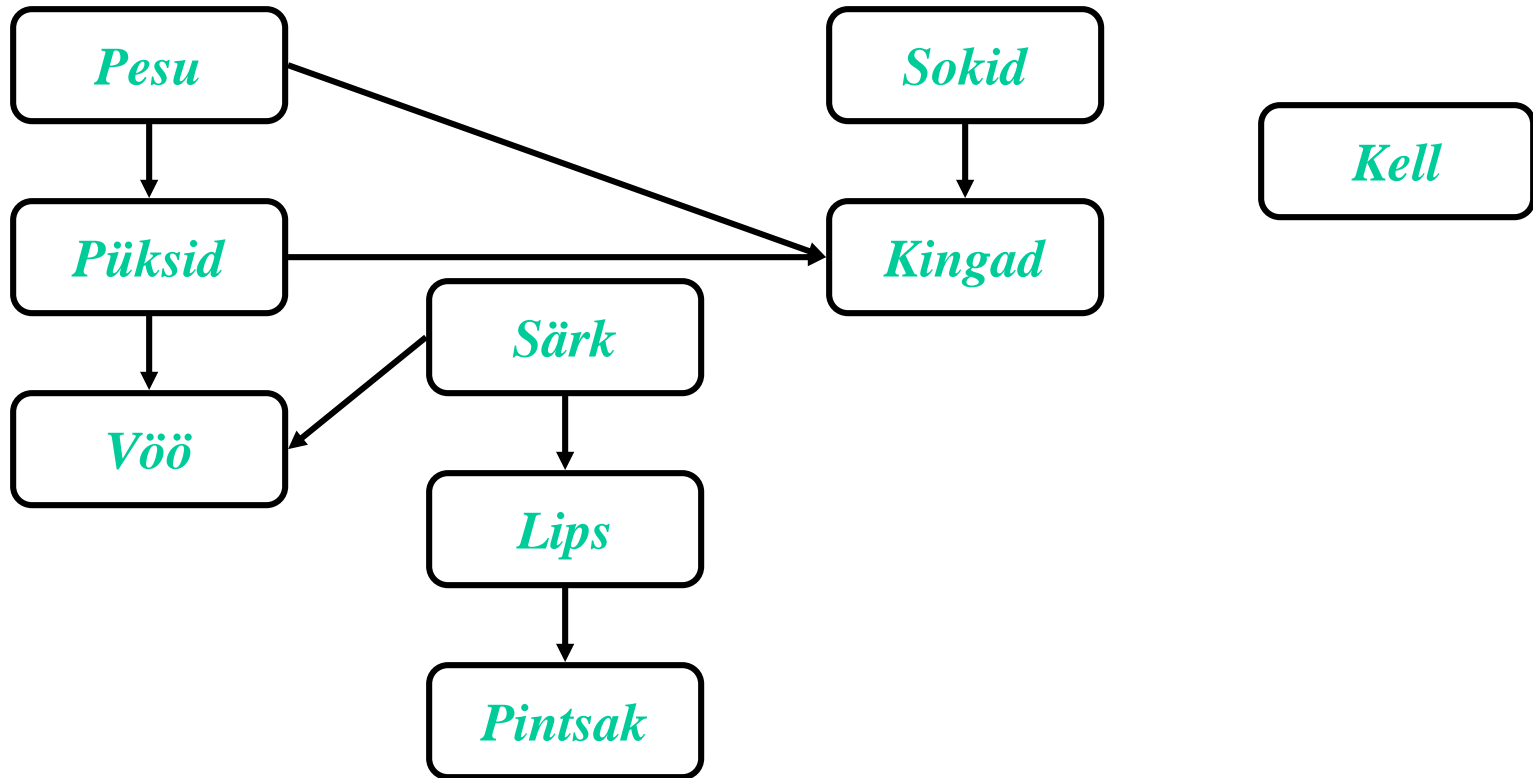 Pesu
Sokid
Kell
Püksid
Kingad
Särk
Vöö
Lips
Pintsak